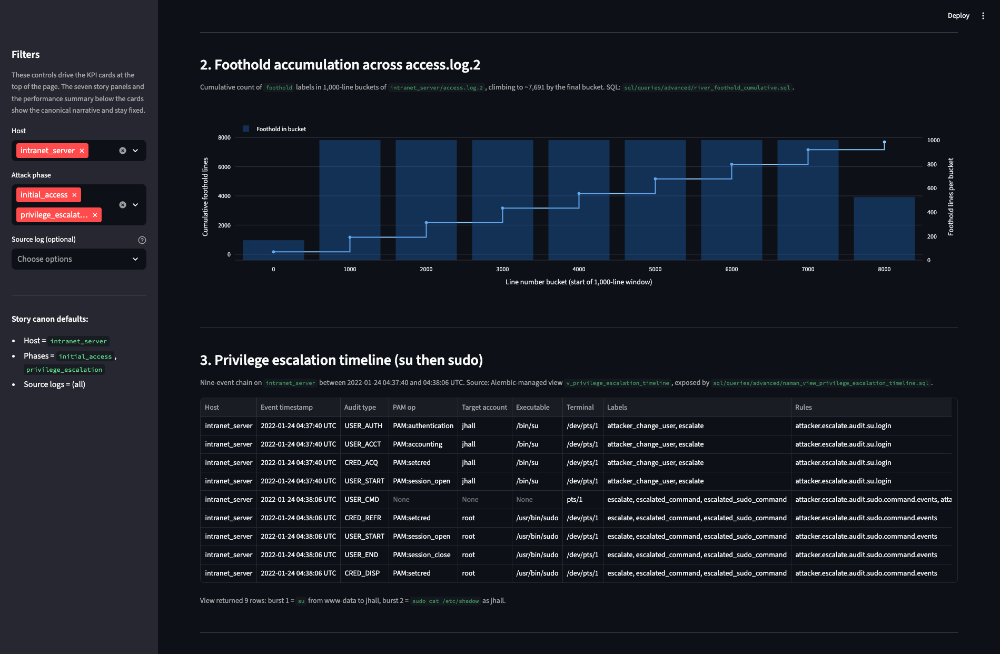 Deploy
Filters
These controls drive the KPI cards at the
top of the page. The seven story panels and
the performance summary below the cards
show the canonical narrative and stay fixed.
Host
intranet_server ×
Attack phase
initial_access ×
privilege_escalat… ×
Source log (optional)
Choose options
Story canon defaults:
• Host = intranet_server
• Phases = initial_access ,
privilege_escalation
• Source logs = (all)
2. Foothold accumulation across access.log.2
Cumulative count of foothold labels in 1,000-line buckets of intranet_server/access.log.2 , climbing to ~7,691 by the final bucket. SQL: sql/queries/advanced/river_foothold_cumulative.sql .
Foothold in bucket
Cumulative foothold lines
8000
6000
4000
2000
0
1000
800
600
400
200
0
Foothold lines per bucket
0 1000 2000 3000 4000 5000 6000 7000 8000
Line number bucket (start of 1,000-line window)
3. Privilege escalation timeline (su then sudo)
Nine-event chain on intranet_server between 2022-01-24 04:37:40 and 04:38:06 UTC. Source: Alembic-managed view v_privilege_escalation_timeline , exposed by sql/queries/advanced/naman_view_privilege_escalation_timeline.sql .
Host Event timestamp Audit type PAM op Target account Executable Terminal Labels Rules
intranet_server 2022-01-24 04:37:40 UTC USER_AUTH PAM:authentication jhall /bin/su /dev/pts/1 attacker_change_user, escalate attacker.escalate.audit.su.login
intranet_server 2022-01-24 04:37:40 UTC USER_ACCT PAM:accounting jhall /bin/su /dev/pts/1 attacker_change_user, escalate attacker.escalate.audit.su.login
intranet_server 2022-01-24 04:37:40 UTC CRED_ACQ PAM:setcred jhall /bin/su /dev/pts/1 attacker_change_user, escalate attacker.escalate.audit.su.login
intranet_server 2022-01-24 04:37:40 UTC USER_START PAM:session_open jhall /bin/su /dev/pts/1 attacker_change_user, escalate attacker.escalate.audit.su.login
intranet_server 2022-01-24 04:38:06 UTC USER_CMD None None None pts/1 escalate, escalated_command, escalated_sudo_command attacker.escalate.audit.sudo.command.events, atta
intranet_server 2022-01-24 04:38:06 UTC CRED_REFR PAM:setcred root /usr/bin/sudo /dev/pts/1 escalate, escalated_command, escalated_sudo_command attacker.escalate.audit.sudo.command.events
intranet_server 2022-01-24 04:38:06 UTC USER_START PAM:session_open root /usr/bin/sudo /dev/pts/1 escalate, escalated_command, escalated_sudo_command attacker.escalate.audit.sudo.command.events
intranet_server 2022-01-24 04:38:06 UTC USER_END PAM:session_close root /usr/bin/sudo /dev/pts/1 escalate, escalated_command, escalated_sudo_command attacker.escalate.audit.sudo.command.events
intranet_server 2022-01-24 04:38:06 UTC CRED_DISP PAM:setcred root /usr/bin/sudo /dev/pts/1 escalate, escalated_command, escalated_sudo_command attacker.escalate.audit.sudo.command.events
View returned 9 rows: burst 1 = su from www-data to jhall, burst 2 = sudo cat /etc/shadow as jhall.